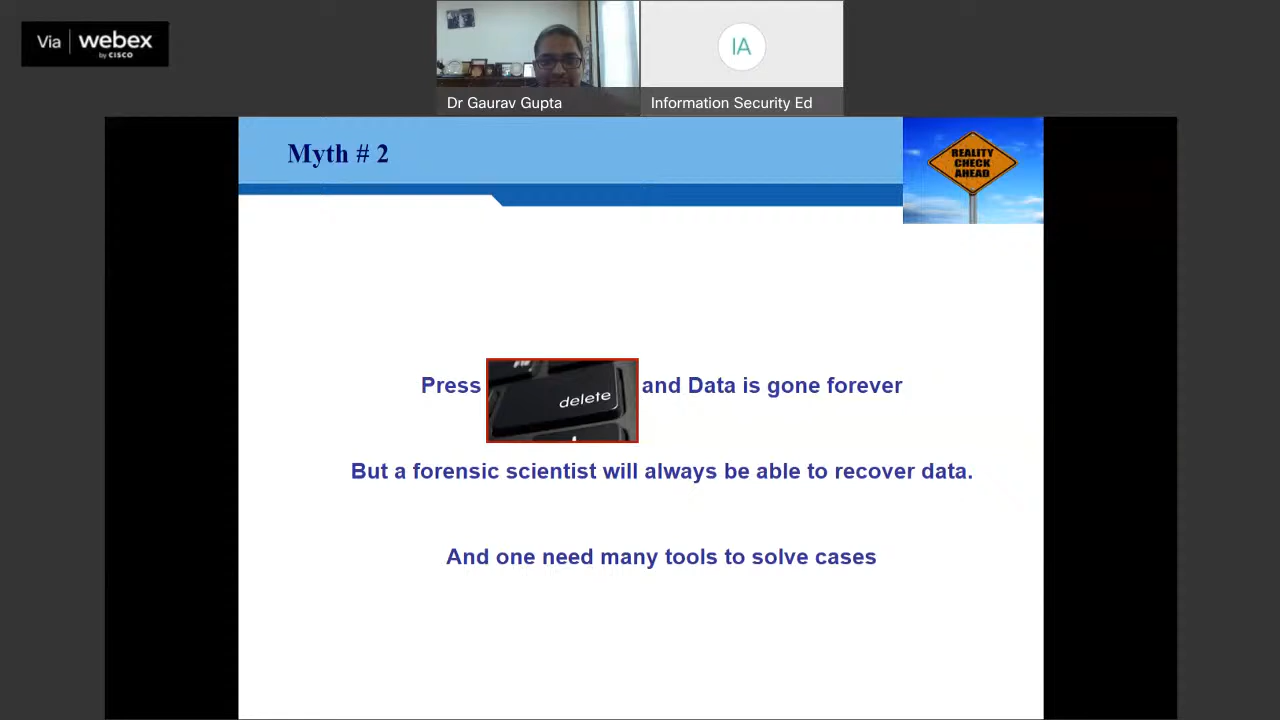 Via webex
by CISCO
IA
Dr Gaurav Gupta
Information Security Ed
Myth # 2
REALITY
CHECK
AHEAD
Press delete and Data is gone forever
But a forensic scientist will always be able to recover data.
And one need many tools to solve cases